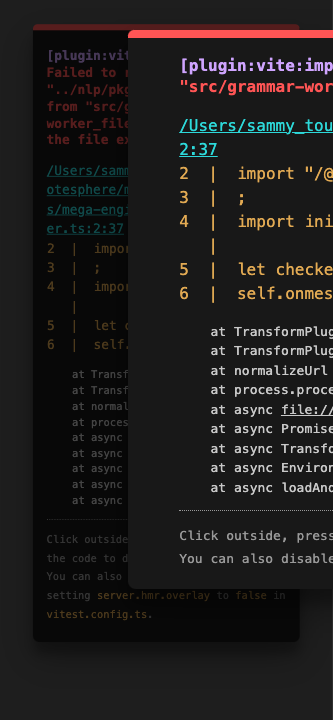 [plugin:vite
Failed to r
"../nlp/pkg
from "src/g
worker_file
the file ex
/Users/samm
otesphere/m
s/mega-engi
er.ts:2:37
2 | impor
3 | ;
4 | impor
|
5 | let c
6 | self.
at Transf
at Transf
at normal
at proces
at async
at async
at async
at async
at async
Click outside
the code to d
You can also
setting server.hmr.overlay to false in
vitest.config.ts.
[plugin:vite:imp
"src/grammar-wor
/Users/sammy_tou
2:37
2 | import "/@
3 | ;
4 | import ini
|
5 | let checke
6 | self.onmes
at TransformPlug
at TransformPlug
at normalizeUrl
at process.proce
at async file://
at async Promise
at async Transfo
at async Environ
at async loadAnd
Click outside, press
You can also disable